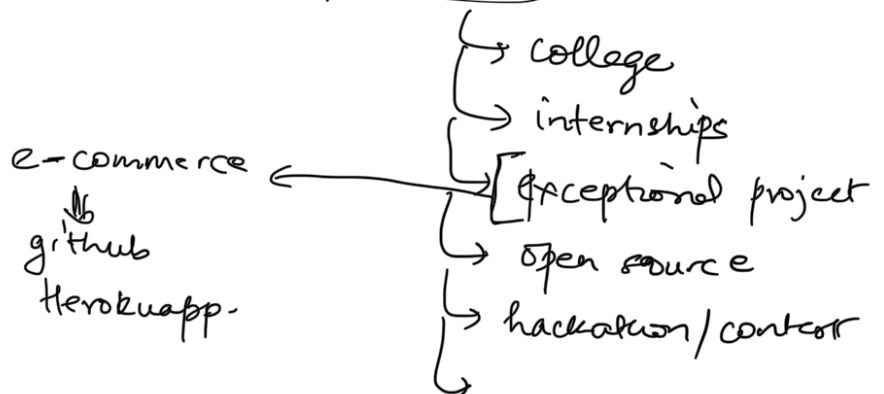 college
internships
e-commerce
exceptional project
github
open source
Herokuapp.
hackathon/contest